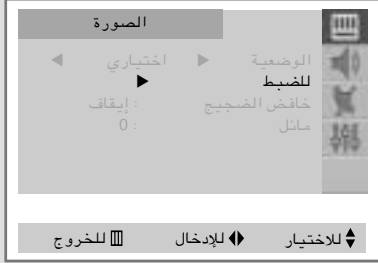 الصورة
الوضعية ▶ اختياري ◀
للضبط ▶
خافض الضجيج : إيقاف
مائل : 0
للاختيار للإدخال للخروج